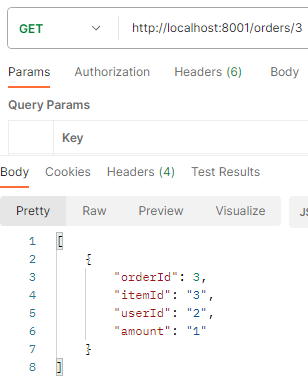 GET http://localhost:8001/orders/3
Params Authorization Headers (6) Body
Query Params
Key
Body Cookies Headers (4) Test Results
Pretty Raw Preview Visualize
1 [
2 {
3 "orderId": 3,
4 "itemId": "3",
5 "userId": "2",
6 "amount": "1"
7 }
8 ]